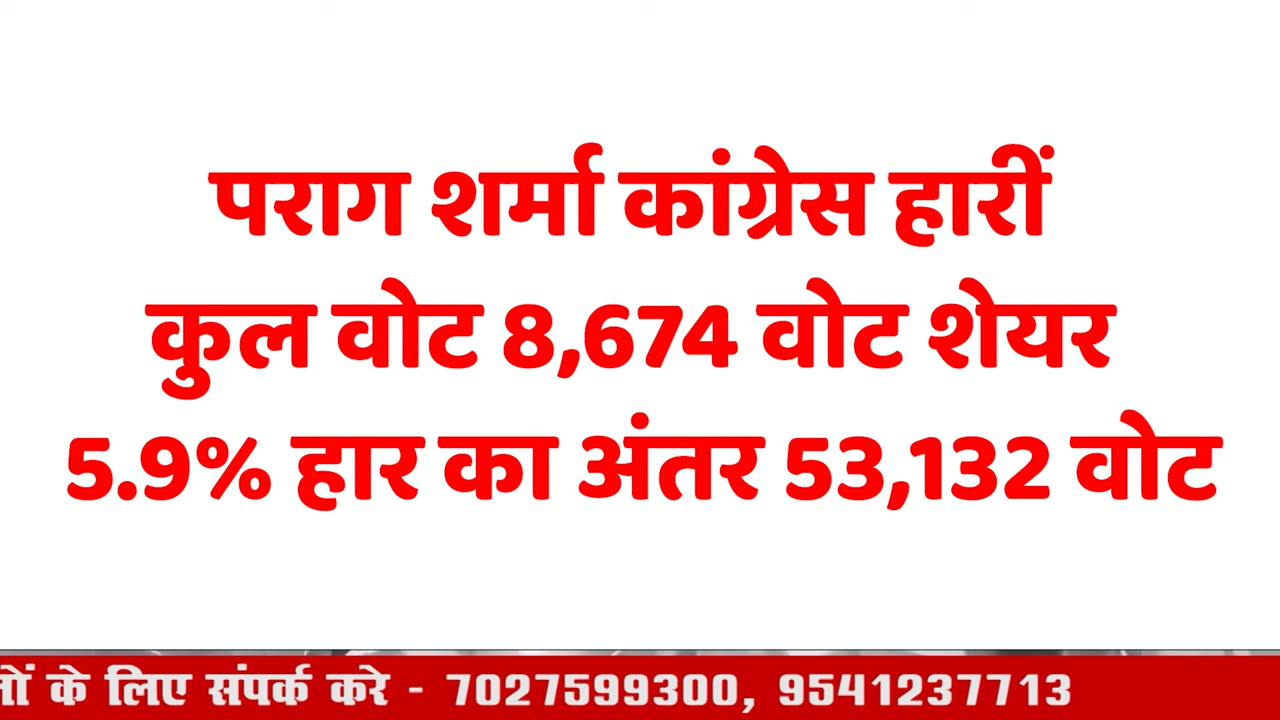 पराग शर्मा कांग्रेस हारीं
कुल वोट 8,674 वोट शेयर
5.9% हार का अंतर 53,132 वोट
के लिए संपर्क करे - 7027599300, 9541237713